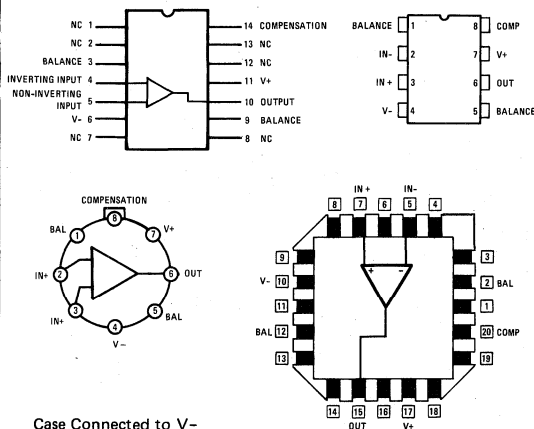 NC 1
NC 2
BALANCE 3
INVERTING INPUT 4
NON-INVERTING
INPUT 5
V- 6
NC 7
14 COMPENSATION
13 NC
12 NC
11 V+
10 OUTPUT
9 BALANCE
8 NC
BALANCE 1
IN- 2
IN + 3
V- 4
8 COMP
7 V+
6 OUT
5 BALANCE
COMPENSATION
8
BAL 1
7 V+
IN+ 2
6 OUT
IN+ 3
5 BAL
4
V-
Case Connected to V-
IN + IN-
8 7 6 5 4
9
V- 10
11
BAL 12
13
+ -
3
2 BAL
1
20 COMP
19
14 15 16 17 18
OUT V+